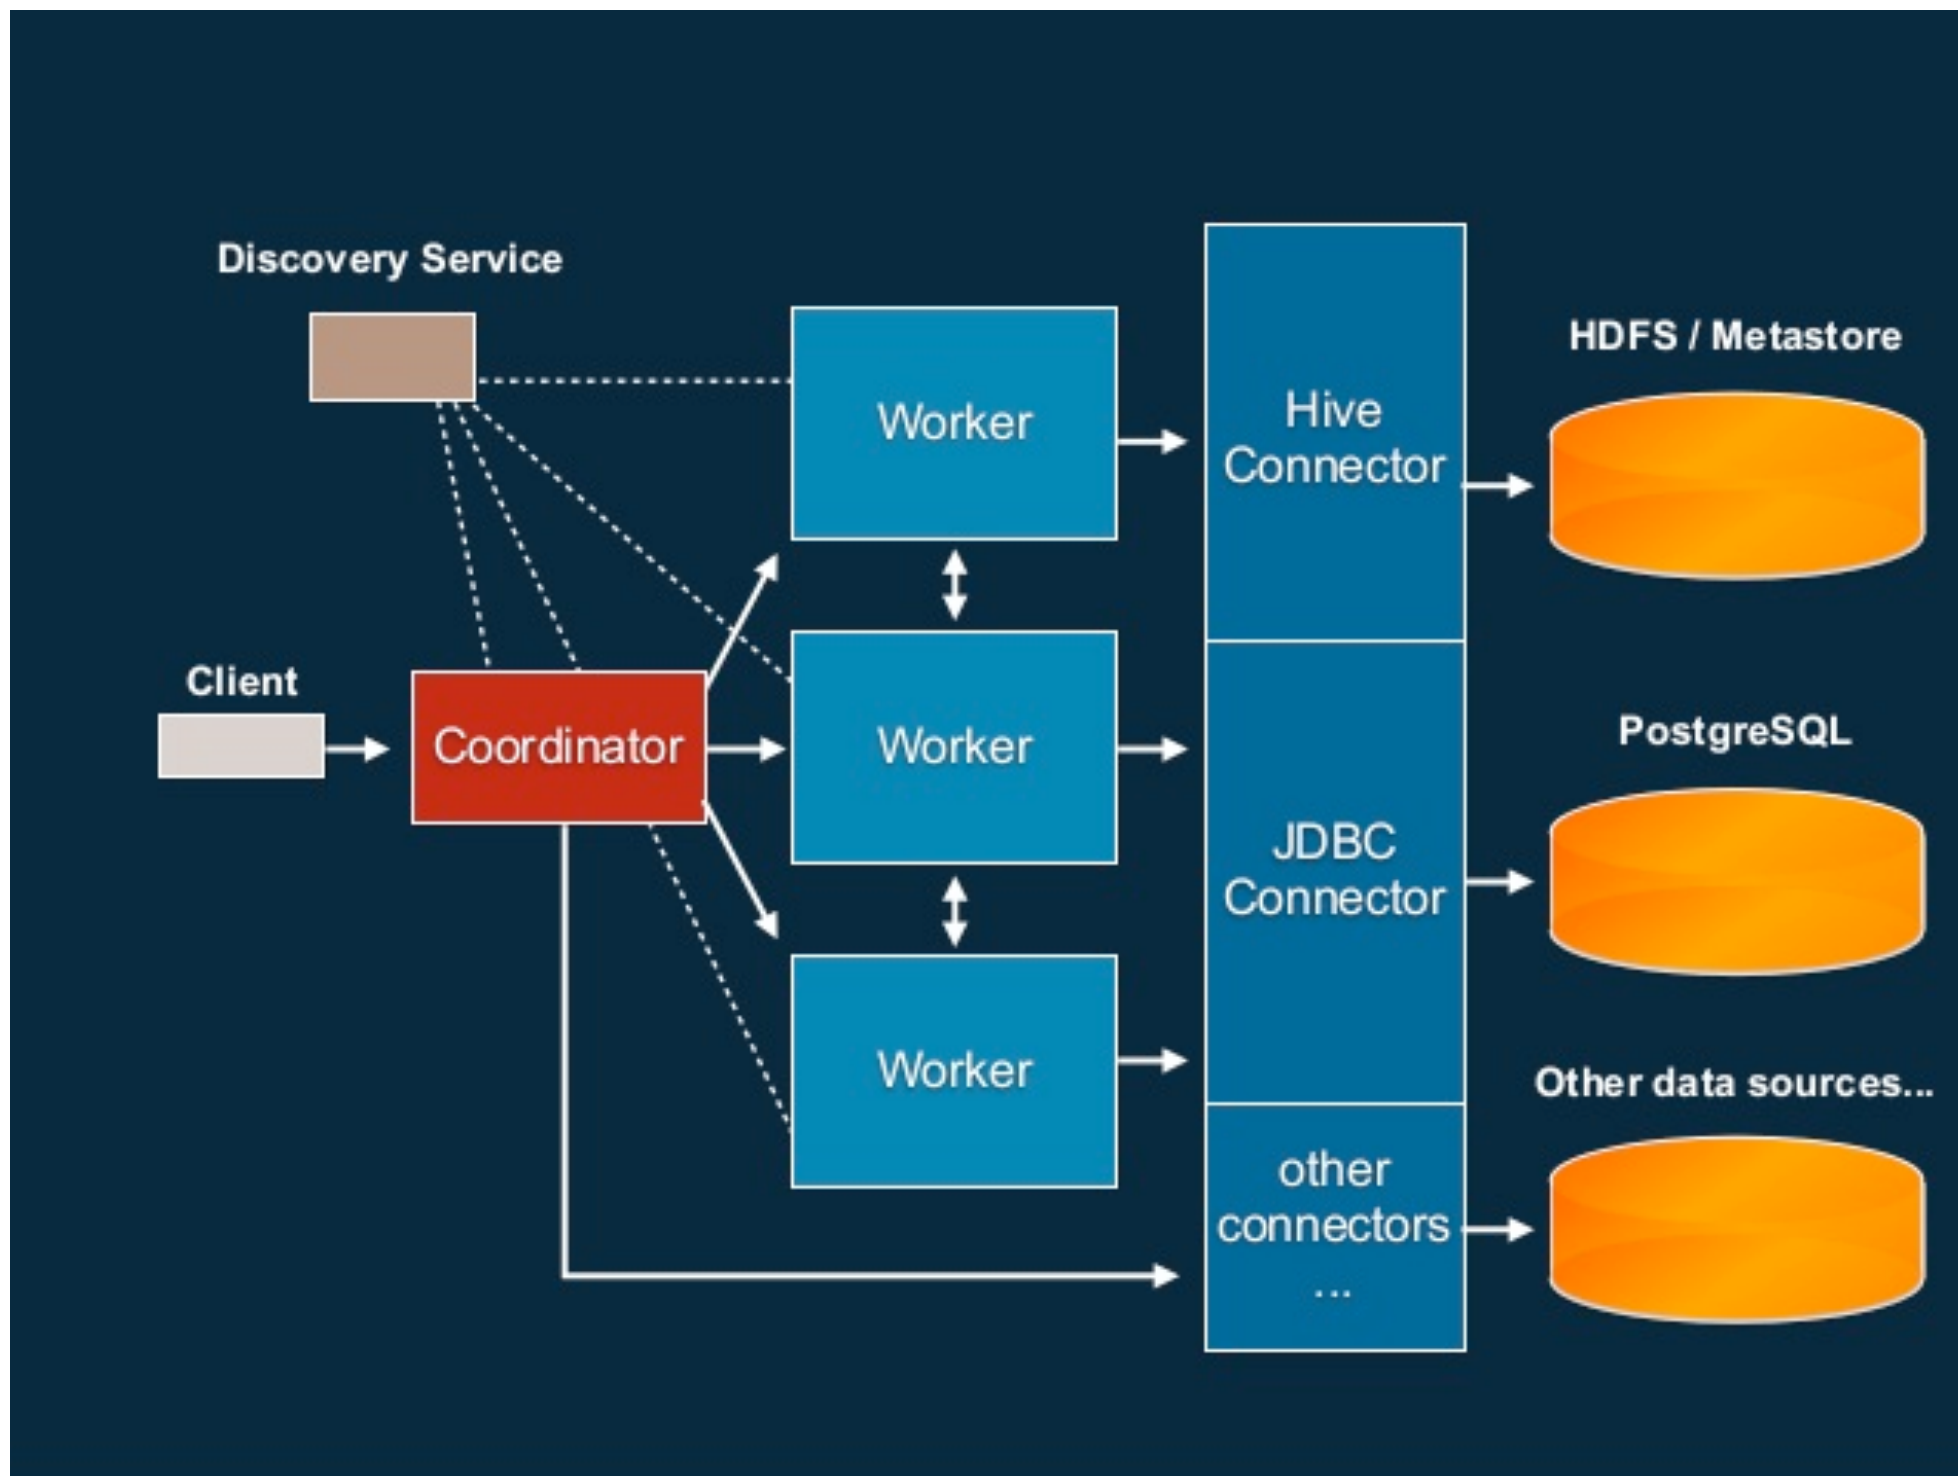 Discovery Service
Client
Coordinator
Worker
Worker
Worker
Hive
Connector
JDBC
Connector
other
connectors
...
HDFS / Metastore
PostgreSQL
Other data sources...